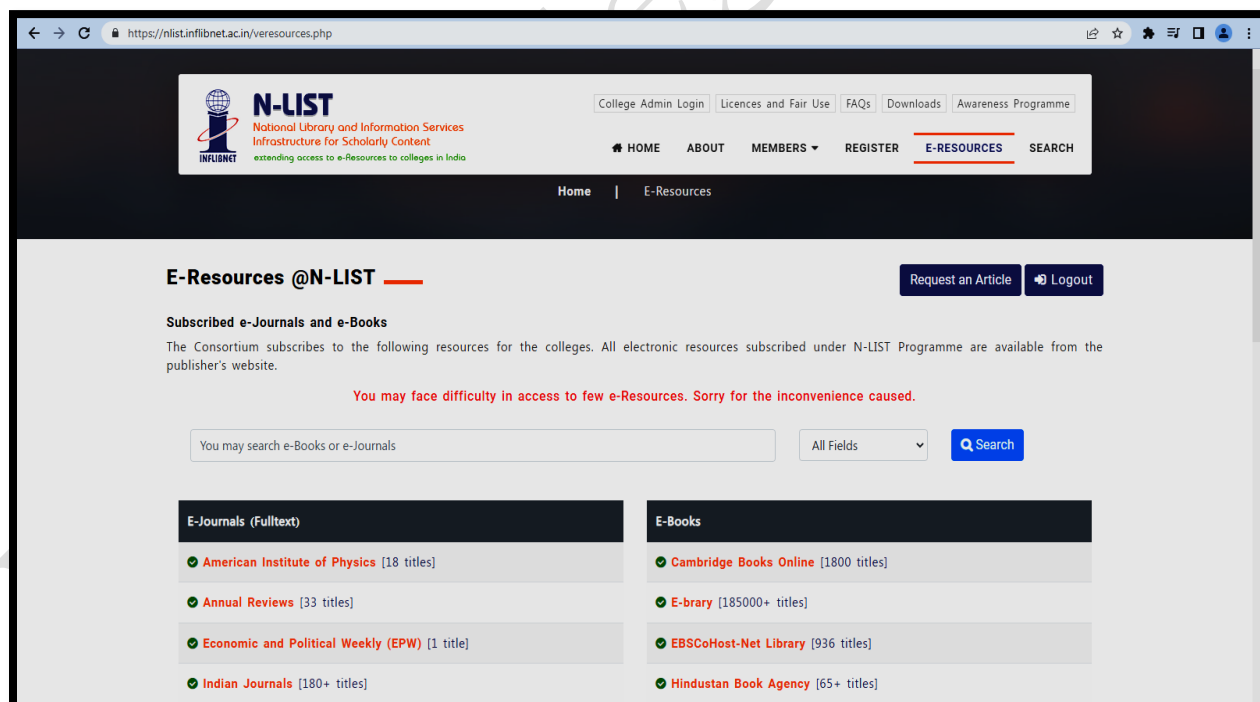 https://nlist.inflibnet.ac.in/veresources.php
INFLIBNET
N-LIST
National Library and Information Services
Infrastructure for Scholarly Content
extending access to e-Resources to colleges in India
College Admin Login Licences and Fair Use FAQs Downloads Awareness Programme
HOME ABOUT MEMBERS REGISTER E-RESOURCES SEARCH
Home | E-Resources
E-Resources @N-LIST
Request an Article Logout
Subscribed e-Journals and e-Books
The Consortium subscribes to the following resources for the colleges. All electronic resources subscribed under N-LIST Programme are available from the
publisher's website.
You may face difficulty in access to few e-Resources. Sorry for the inconvenience caused.
You may search e-Books or e-Journals All Fields Search
E-Journals (Fulltext) E-Books
American Institute of Physics [18 titles] Cambridge Books Online [1800 titles]
Annual Reviews [33 titles] E-brary [185000+ titles]
Economic and Political Weekly (EPW) [1 title] EBSCoHost-Net Library [936 titles]
Indian Journals [180+ titles] Hindustan Book Agency [65+ titles]